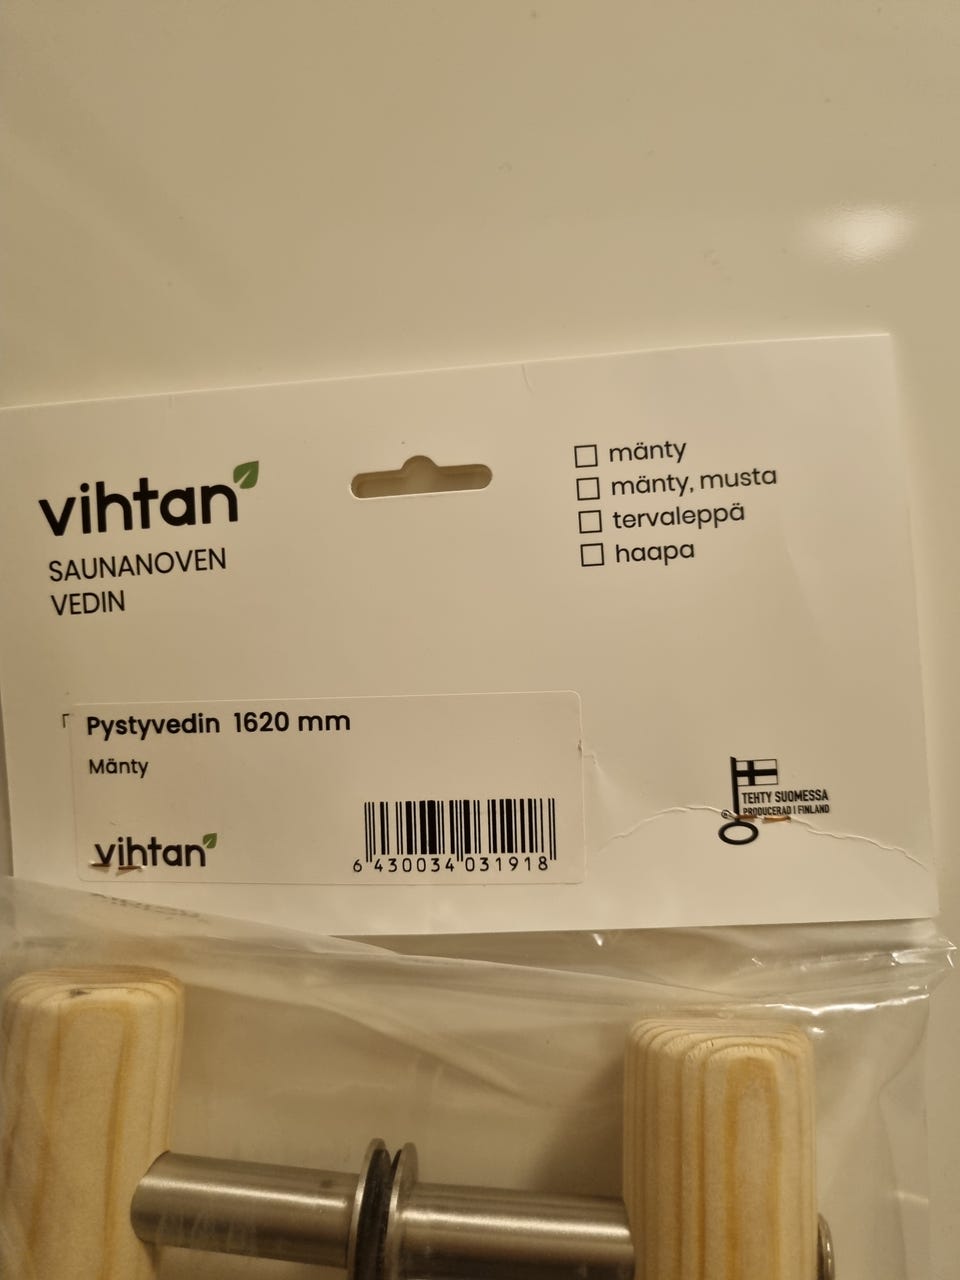 vihtan
SAUNANOVEN
VEDIN
mänty
mänty, musta
tervaleppä
haapa
Pystyvedin 1620 mm
Mänty
vihtan
6 430034 031918
TEHTY SUOMESSA
PRODUCERAD I FINLAND